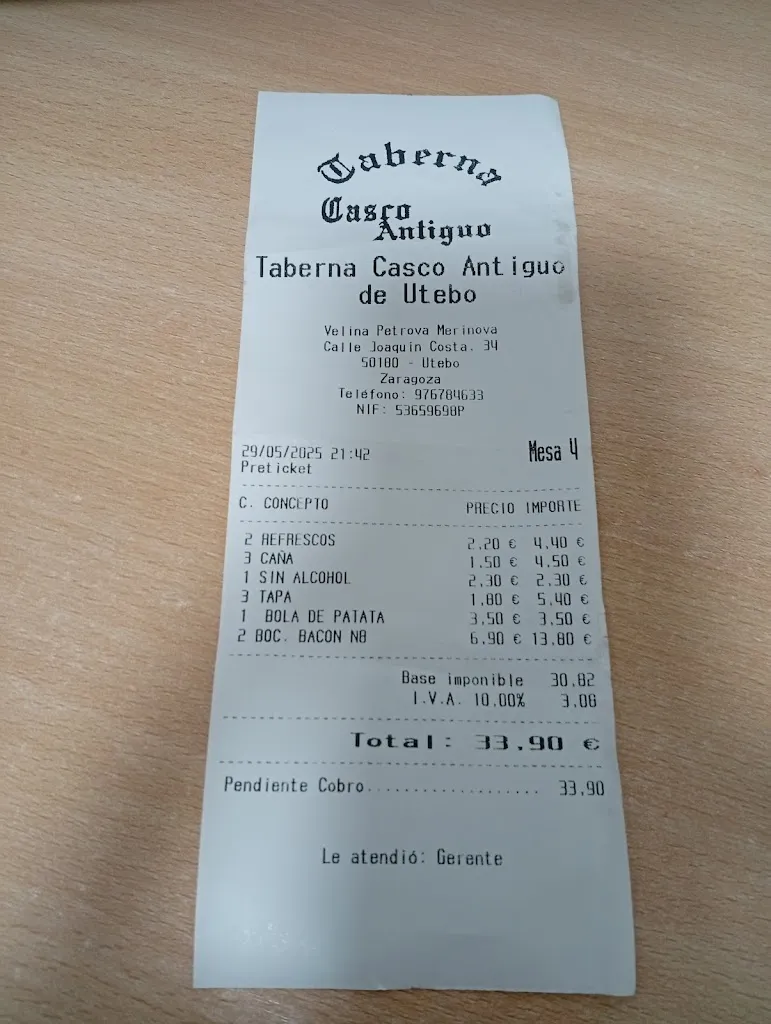 Taberna
Casco
Antiguo
Taberna Casco Antiguo
de Utebo
Velina Petrova Merinova
Calle Joaquin Costa. 34
50180 - Utebo
Zaragoza
Teléfono: 976784633
NIF: 53659698P
29/05/2025 21:42 Mesa 4
Preticket
C. CONCEPTO PRECIO IMPORTE
2 REFRESCOS 2,20 € 4,40 €
3 CAÑA 1,50 € 4,50 €
1 SIN ALCOHOL 2,30 € 2,30 €
3 TAPA 1,80 € 5,40 €
1 BOLA DE PATATA 3,50 € 3,50 €
2 BOC. BACON NB 6,90 € 13,80 €
Base imponible 30,82
I.V.A. 10.00% 3,08
Total: 33,90 €
Pendiente Cobro................... 33,90
Le atendió: Gerente